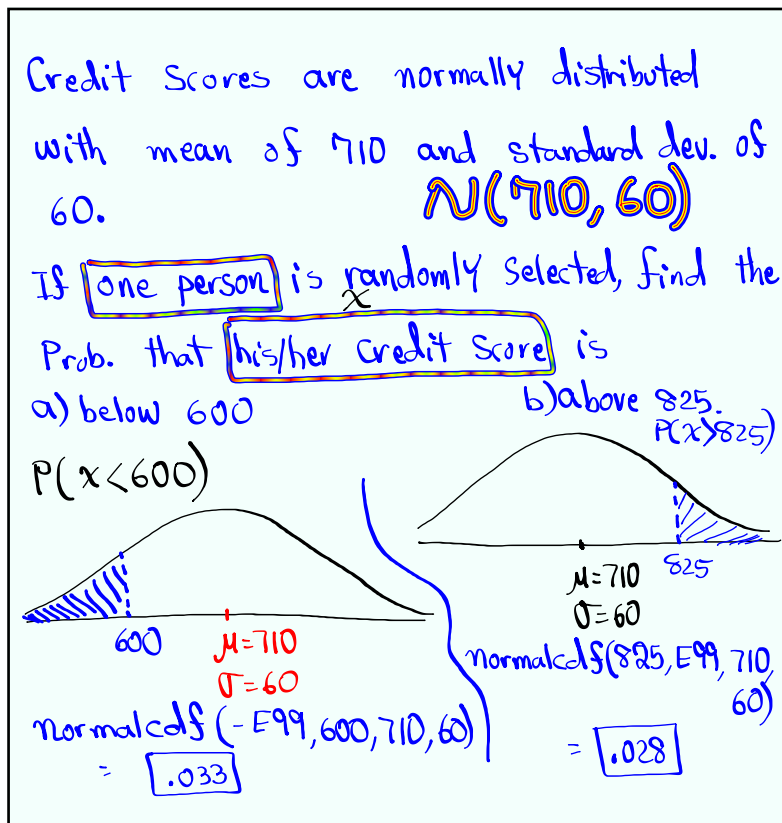 Credit Scores are normally distributed
with mean of 710 and standard dev. of
60.
N(710, 60)
If one person is randomly selected, find the
x
Prob. that his/her Credit Score is
a) below 600
b) above 825.
P(x>825)
P(x<600)
600
μ=710
σ=60
normalcdf(-E99,600,710,60)
= .033
825
μ=710
σ=60
normalcdf(825,E99,710,
60)
= .028